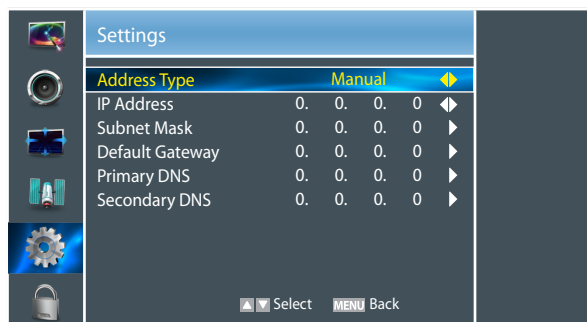 Settings
Address Type Manual
IP Address 0. 0. 0. 0
Subnet Mask 0. 0. 0. 0
Default Gateway 0. 0. 0. 0
Primary DNS 0. 0. 0. 0
Secondary DNS 0. 0. 0. 0
Select MENU Back